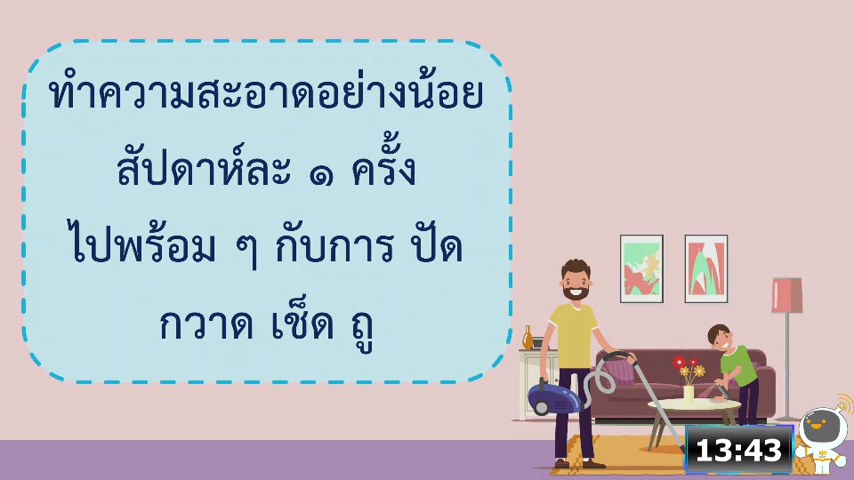 ทำความสะอาดอย่างน้อย
สัปดาห์ละ ๑ ครั้ง
ไปพร้อม ๆ กับการ ปัด
กวาด เช็ด ถู
13:43